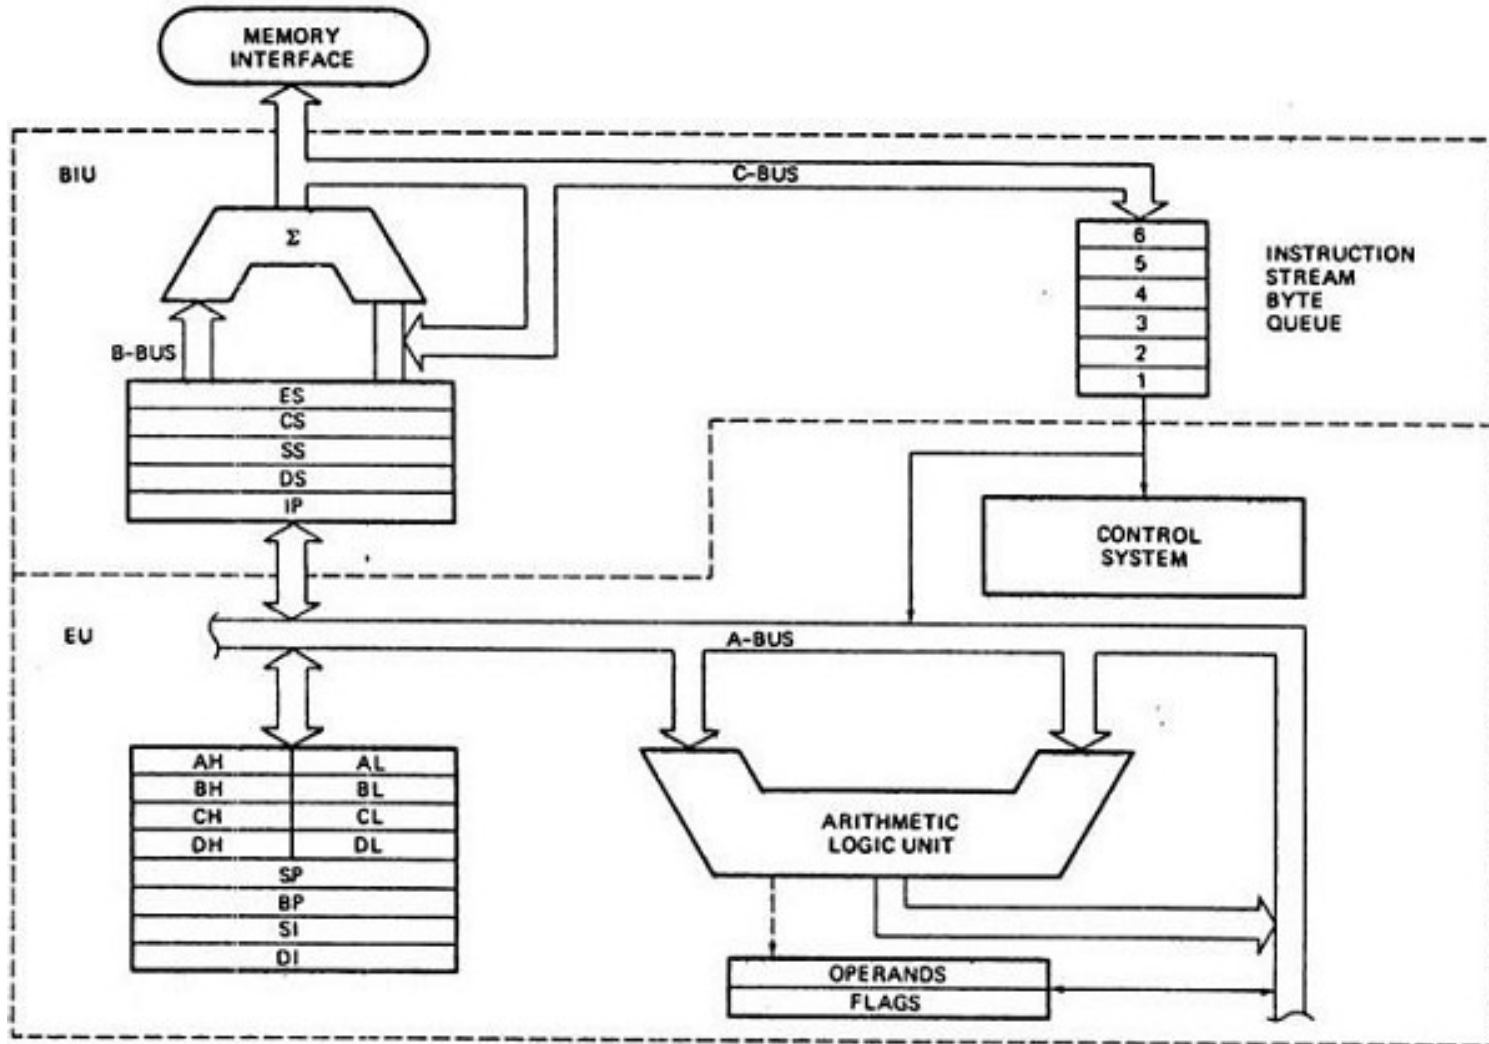 MEMORY
INTERFACE
BIU
C-BUS
Σ
6
5
4
3
2
1
INSTRUCTION
STREAM
BYTE
QUEUE
B-BUS
ES
CS
SS
DS
IP
CONTROL
SYSTEM
EU
A-BUS
AH AL
BH BL
CH CL
DH DL
SP
BP
SI
DI
ARITHMETIC
LOGIC UNIT
OPERANDS
FLAGS